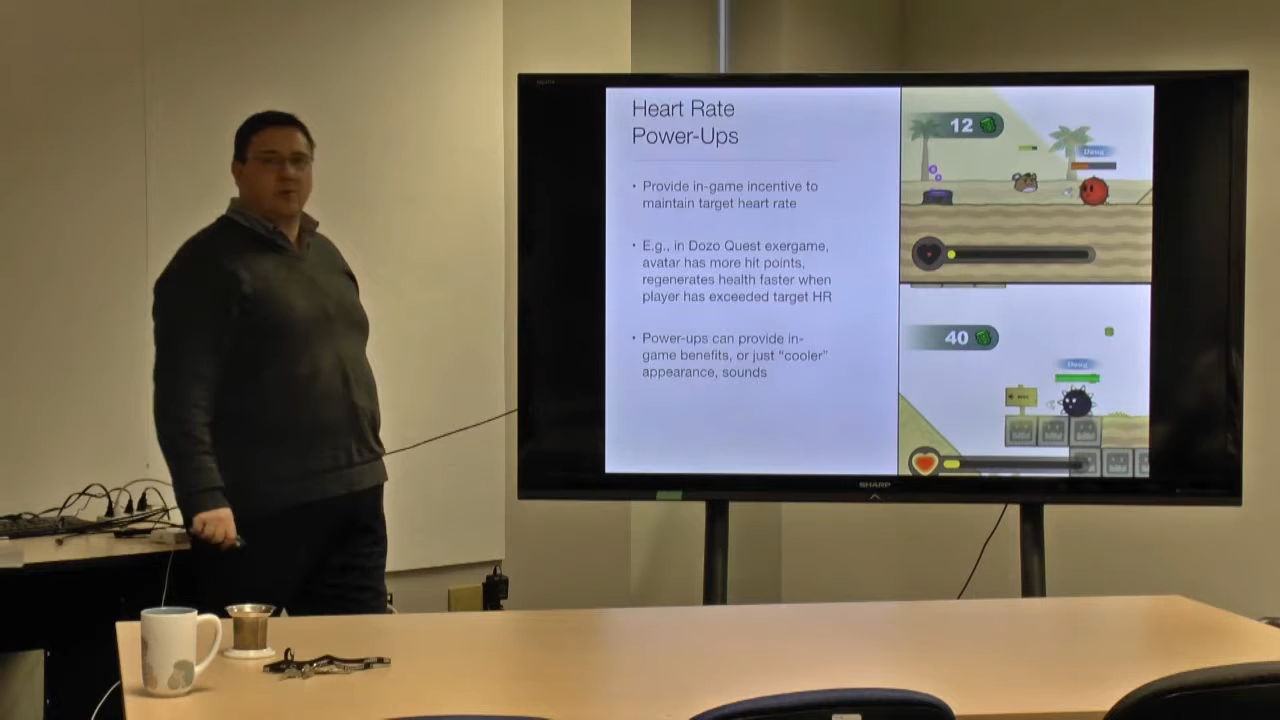 Heart Rate
Power-Ups
• Provide in-game incentive to
maintain target heart rate
• E.g., in Dozo Quest exergame,
avatar has more hit points,
regenerates health faster when
player has exceeded target HR
• Power-ups can provide in-
game benefits, or just “cooler”
appearance, sounds
12
Doug
40
Doug
SHARP